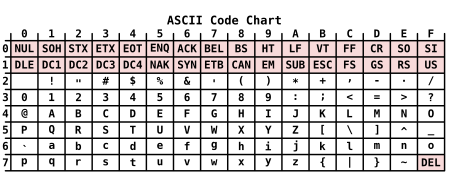 ASCII Code Chart
0 1 2 3 4 5 6 7 8 9 A B C D E F
0 NUL SOH STX ETX EOT ENQ ACK BEL BS HT LF VT FF CR SO SI
1 DLE DC1 DC2 DC3 DC4 NAK SYN ETB CAN EM SUB ESC FS GS RS US
2 ! " # $ % & ' ( ) * + , - . /
3 0 1 2 3 4 5 6 7 8 9 : ; < = > ?
4 @ A B C D E F G H I J K L M N O
5 P Q R S T U V W X Y Z [ \ ] ^ _
6 ` a b c d e f g h i j k l m n o
7 p q r s t u v w x y z { | } ~ DEL